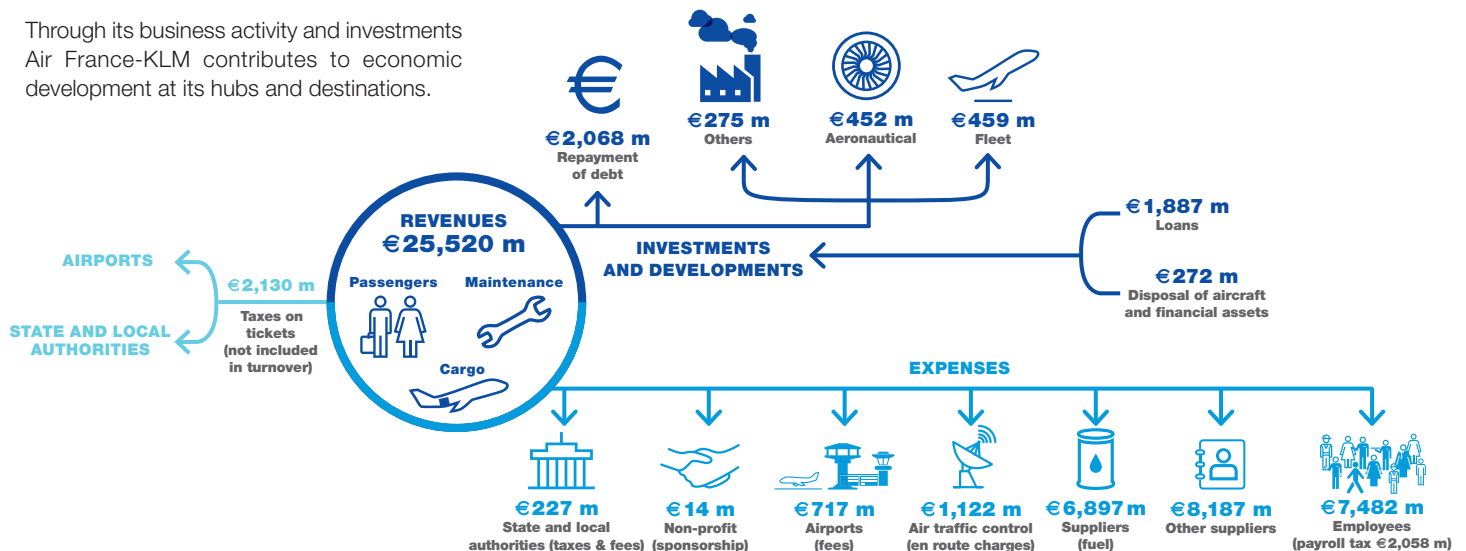 Through its business activity and investments
Air France-KLM contributes to economic
development at its hubs and destinations.
€2,068 m
Repayment
of debt
€275 m
Others
€452 m
Aeronautical
€459 m
Fleet
REVENUES
€25,520 m
Passengers
Maintenance
Cargo
INVESTMENTS
AND DEVELOPMENTS
€1,887 m
Loans
€272 m
Disposal of aircraft
and financial assets
AIRPORTS
STATE AND LOCAL
AUTHORITIES
€2,130 m
Taxes on
tickets
(not included
in turnover)
EXPENSES
€227 m
State and local
authorities (taxes & fees)
€14 m
Non-profit
(sponsorship)
€717 m
Airports
(fees)
€1,122 m
Air traffic control
(en route charges)
€6,897 m
Suppliers
(fuel)
€8,187 m
Other suppliers
€7,482 m
Employees
(payroll tax €2,058 m)